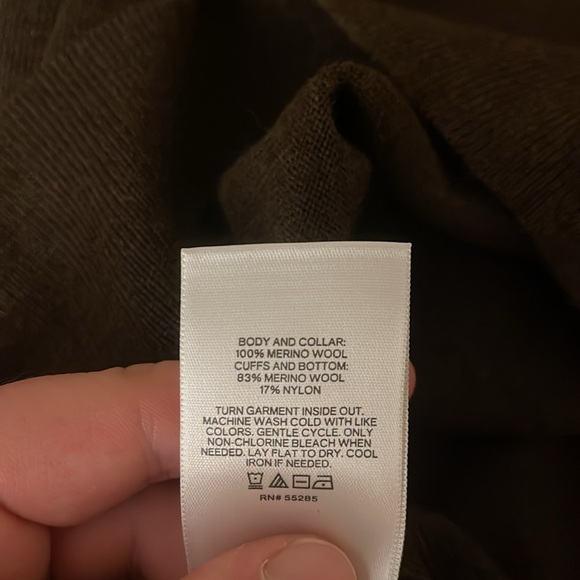 BODY AND COLLAR:
100% MERINO WOOL
CUFFS AND BOTTOM:
83% MERINO WOOL
17% NYLON
TURN GARMENT INSIDE OUT.
MACHINE WASH COLD WITH LIKE
COLORS. GENTLE CYCLE. ONLY
NON-CHLORINE BLEACH WHEN
NEEDED. LAY FLAT TO DRY. COOL
IRON IF NEEDED.
RN# 55285